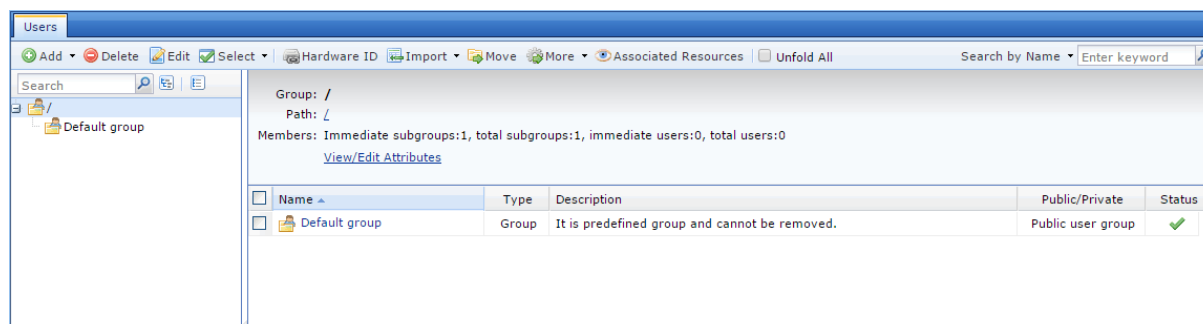 Users
Add Delete Edit Select Hardware ID Import Move More Associated Resources Unfold All Search by Name Enter keyword
Search
/
Default group
Group: /
Path: /
Members: Immediate subgroups:1, total subgroups:1, immediate users:0, total users:0
View/Edit Attributes
Name Type Description Public/Private Status
Default group Group It is predefined group and cannot be removed. Public user group